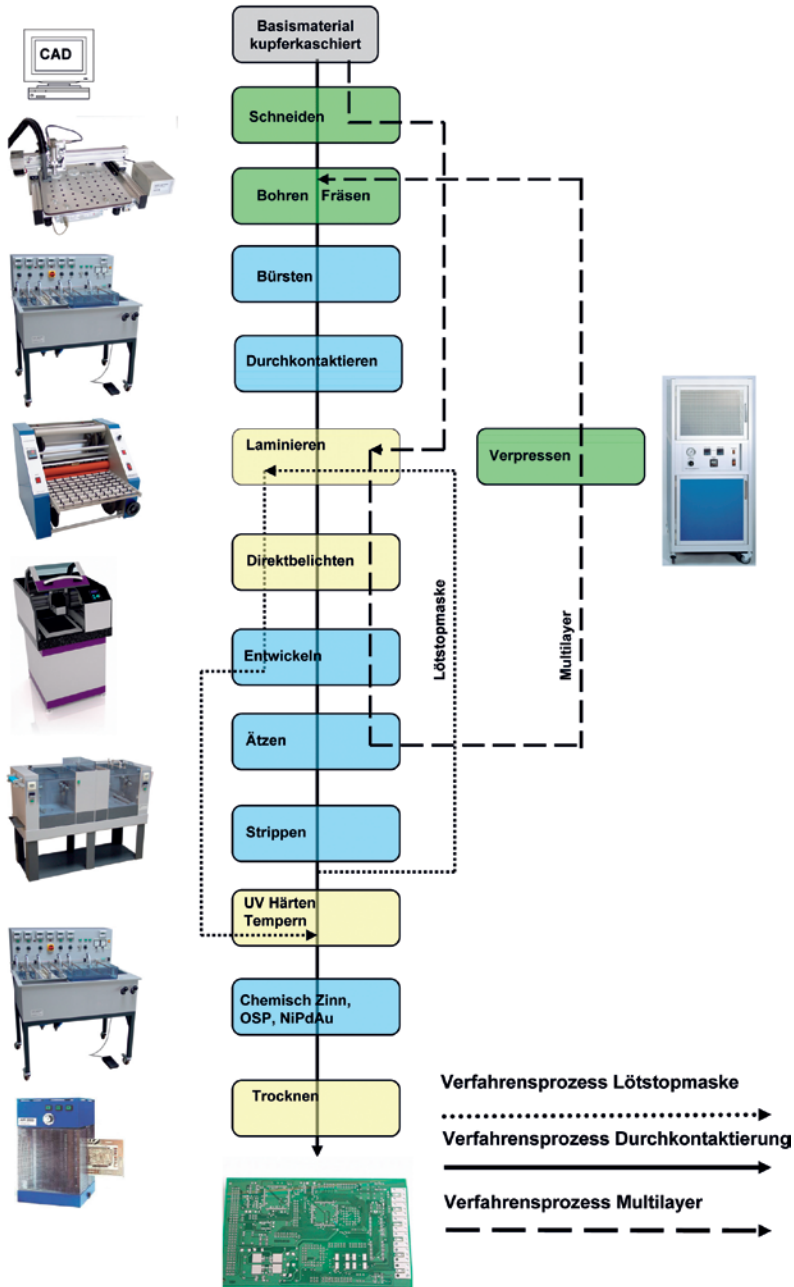 CAD
Basismaterial
kupferkaschiert
Schneiden
Bohren Fräsen
Bürsten
Durchkontaktieren
Laminieren
Verpressen
Direktbelichten
Lötstopmaske
Multilayer
Entwickeln
Ätzen
Strippen
UV Härten
Tempern
Chemisch Zinn,
OSP, NiPdAu
Trocknen
Verfahrensprozess Lötstopmaske
Verfahrensprozess Durchkontaktierung
Verfahrensprozess Multilayer